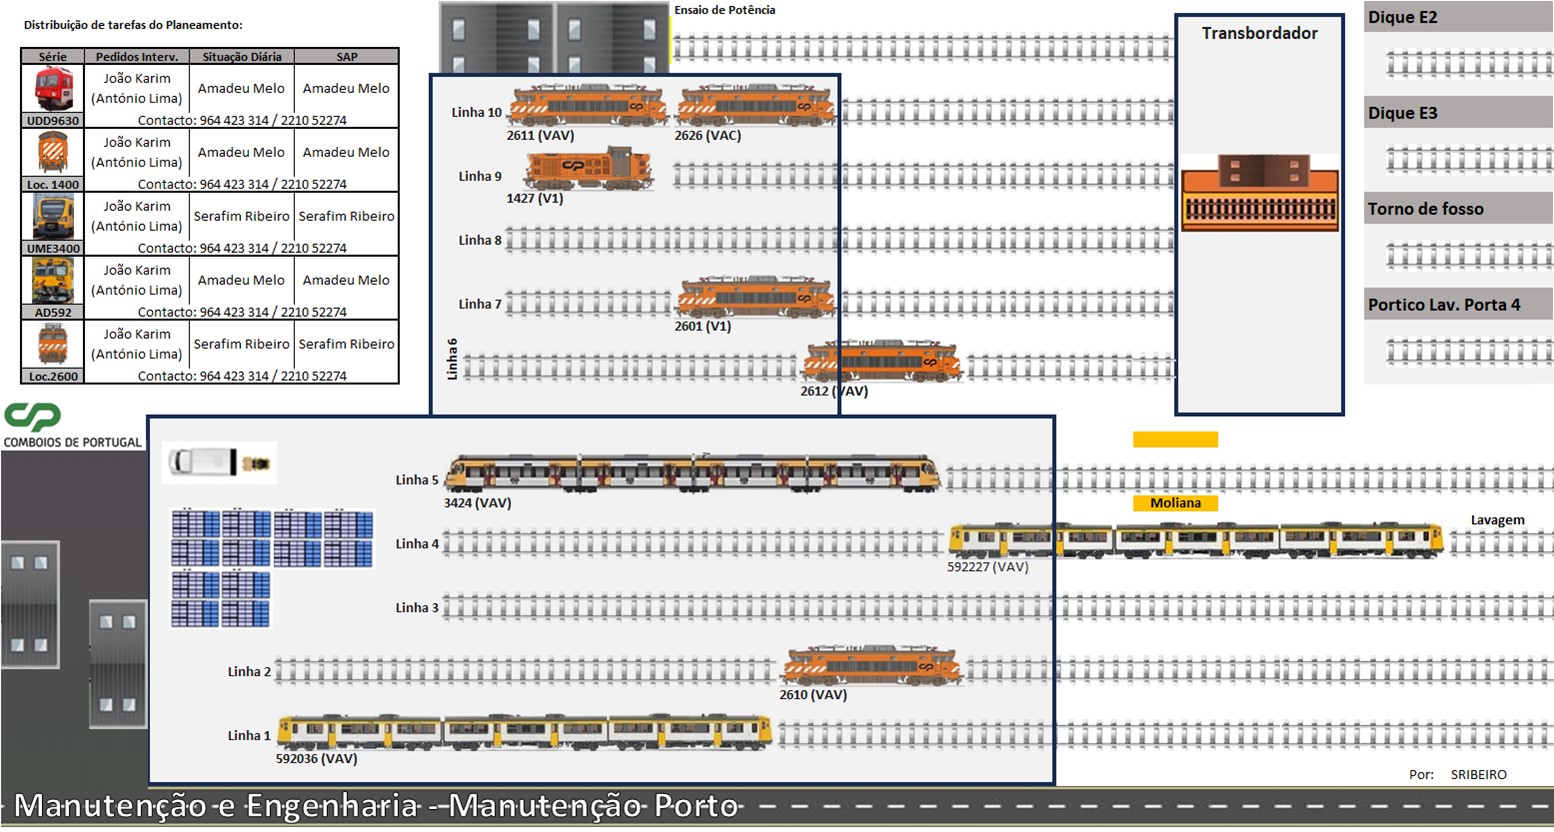 Distribuição de tarefas do Planeamento:
Série Pedidos Interv. Situação Diária SAP
João Karim
(António Lima) Amadeu Melo Amadeu Melo
UDD9630 Contacto: 964 423 314 / 2210 52274
João Karim
(António Lima) Amadeu Melo Amadeu Melo
Loc. 1400 Contacto: 964 423 314 / 2210 52274
João Karim
(António Lima) Serafim Ribeiro Serafim Ribeiro
UME3400 Contacto: 964 423 314 / 2210 52274
João Karim
(António Lima) Amadeu Melo Amadeu Melo
AD592 Contacto: 964 423 314 / 2210 52274
João Karim
(António Lima) Serafim Ribeiro Serafim Ribeiro
Loc.2600 Contacto: 964 423 314 / 2210 52274
CP
COMBOIOS DE PORTUGAL
Ensaio de Potência
Linha 10
2611 (VAV) 2626 (VAC)
Linha 9
1427 (V1)
Linha 8
Linha 7
2601 (V1)
Linha 6
2612 (VAV)
Transbordador
Dique E2
Dique E3
Torno de fosso
Portico Lav. Porta 4
Linha 5
3424 (VAV)
Moliana
Lavagem
Linha 4
592227 (VAV)
Linha 3
Linha 2
2610 (VAV)
Linha 1
592036 (VAV)
Por: SRIBEIRO
Manutenção e Engenharia - Manutenção Porto